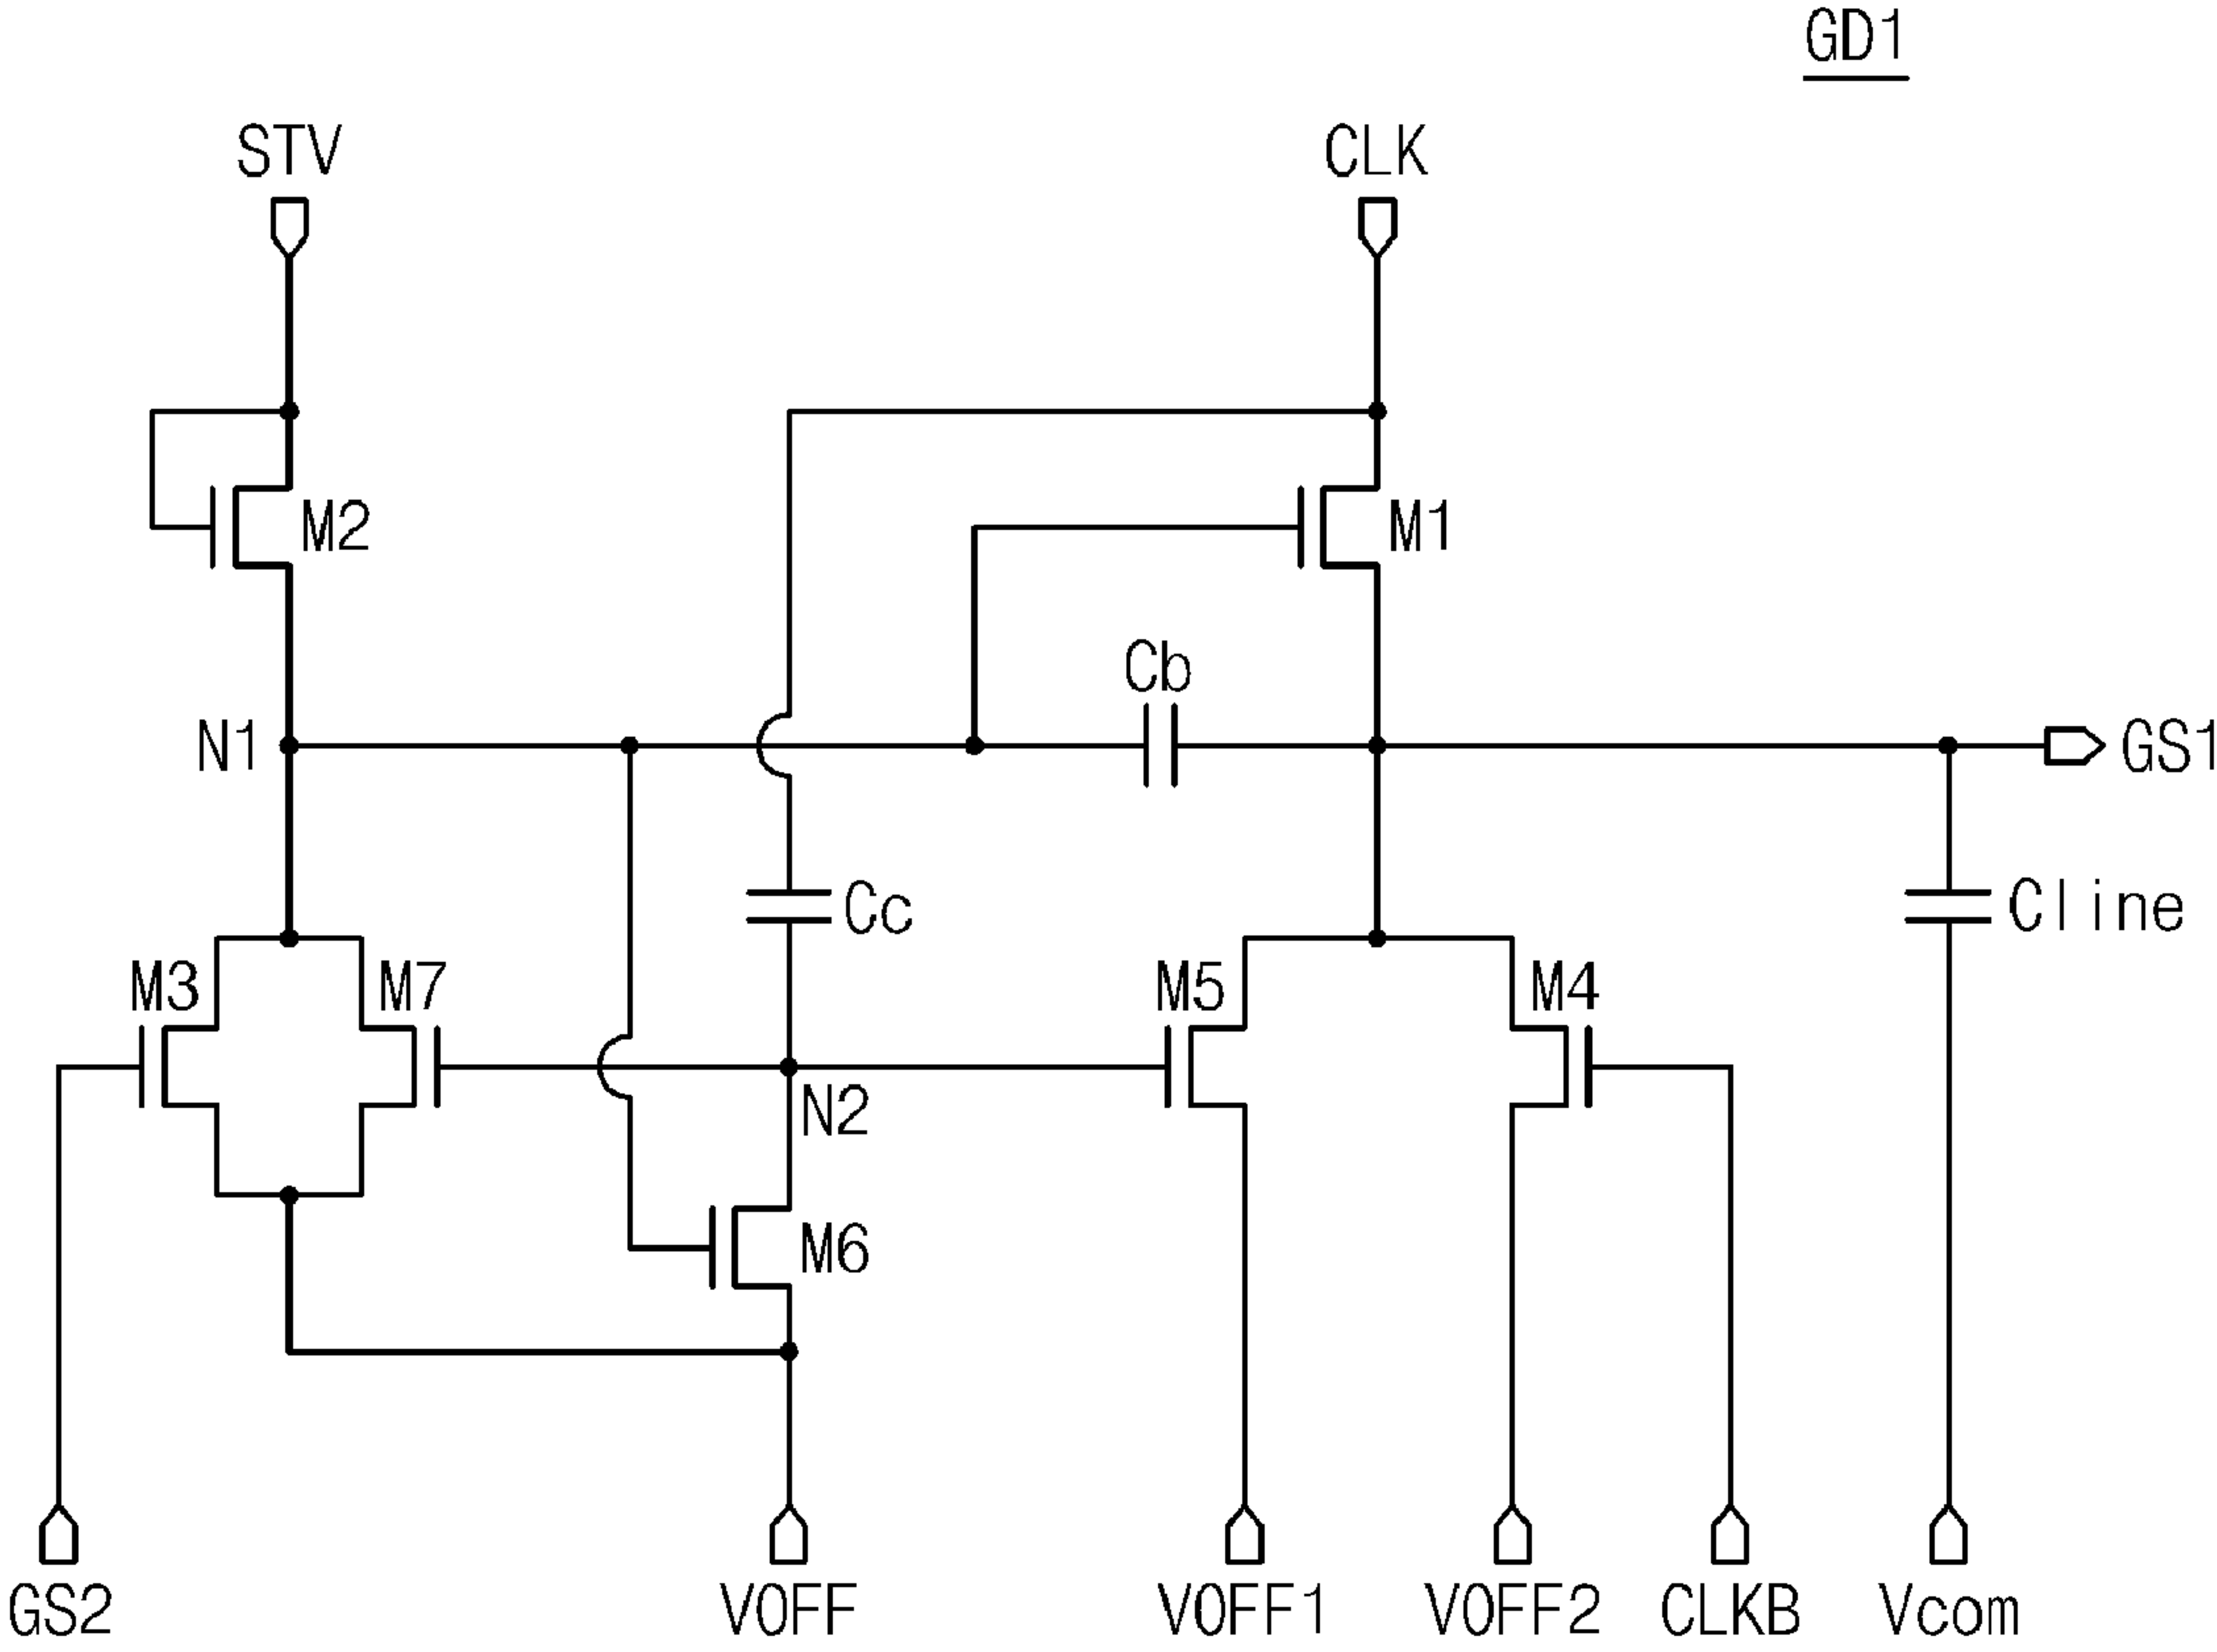 GD1
STV
CLK
M2
M1
Cb
N1
GS1
Cc
Cline
M3
M7
M5
M4
N2
M6
GS2
VOFF
VOFF1
VOFF2
CLKB
Vcom